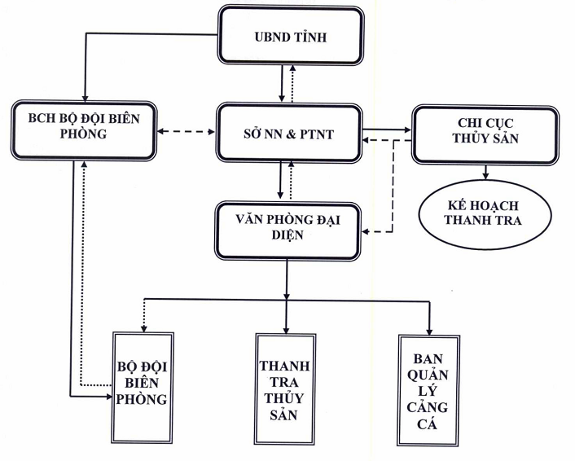 UBND TỈNH
BCH BỘ ĐỘI BIÊN
PHÒNG
SỞ NN & PTNT
CHI CỤC
THỦY SẢN
KẾ HOẠCH
THANH TRA
VĂN PHÒNG ĐẠI
DIỆN
BỘ ĐỘI
BIÊN
PHÒNG
THANH
TRA
THỦY
SẢN
BAN
QUẢN
LÝ
CẢNG
CÁ